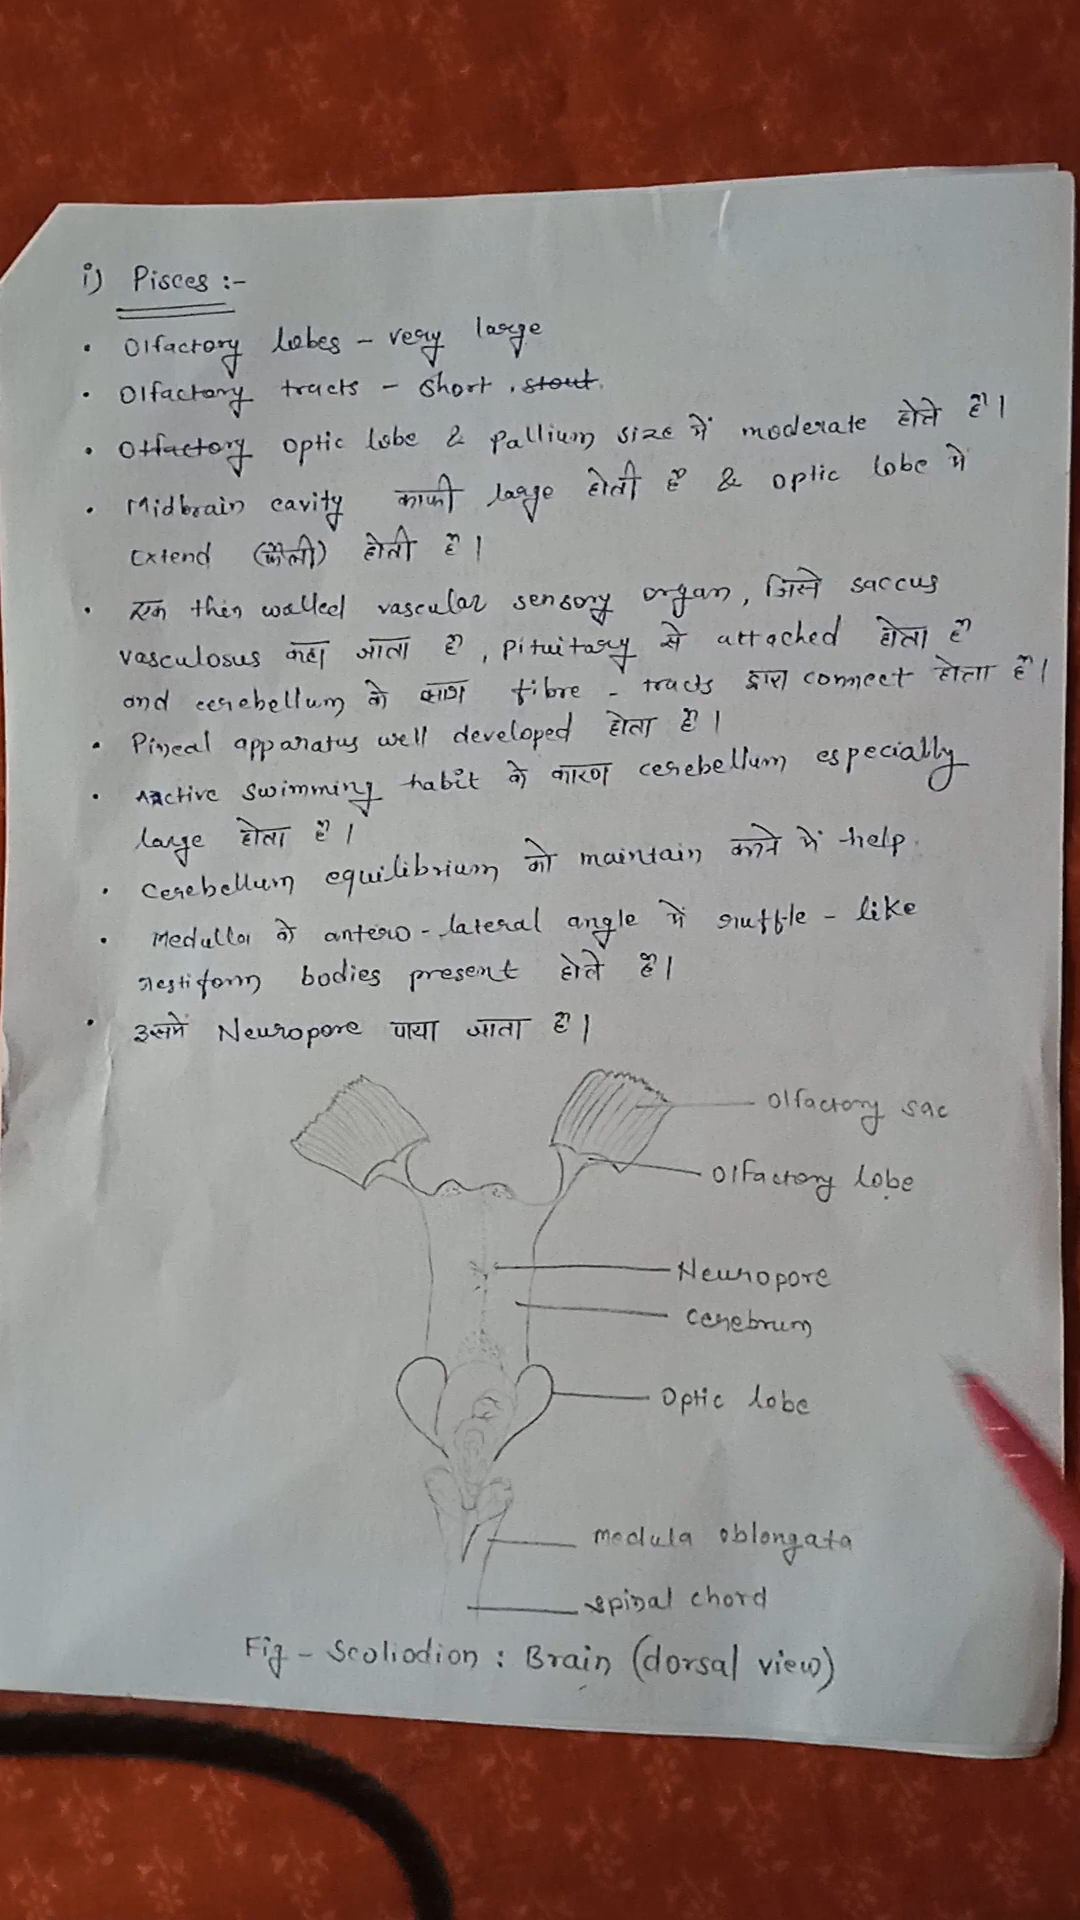 i) Pisces :-
• Olfactory lobes - very large
• Olfactory tracts - short, stout.
• Olfactory optic lobe & pallium size में moderate होते हैं।
• Midbrain cavity काफी large होती है & optic lobe में
Extend (फैली) होती है।
• एक thin walled vascular sensory organ, जिसे saccus
vasculosus कहा जाता है, pituitary से attached होता है
and cerebellum के साथ fibre - tracts द्वारा connect होता है।
• Pineal apparatus well developed होता है।
• Active swimming habit के कारण cerebellum especially
large होता है।
• Cerebellum equilibrium को maintain करने में help.
• Medulla के antero-lateral angle में ruffle-like
restiform bodies present होते हैं।
• उसमें Neuropore पाया जाता है।
Olfactory sac
Olfactory lobe
Neuropore
Cerebrum
Optic lobe
medula oblongata
spinal chord
Fig - Scoliodion : Brain (dorsal view)